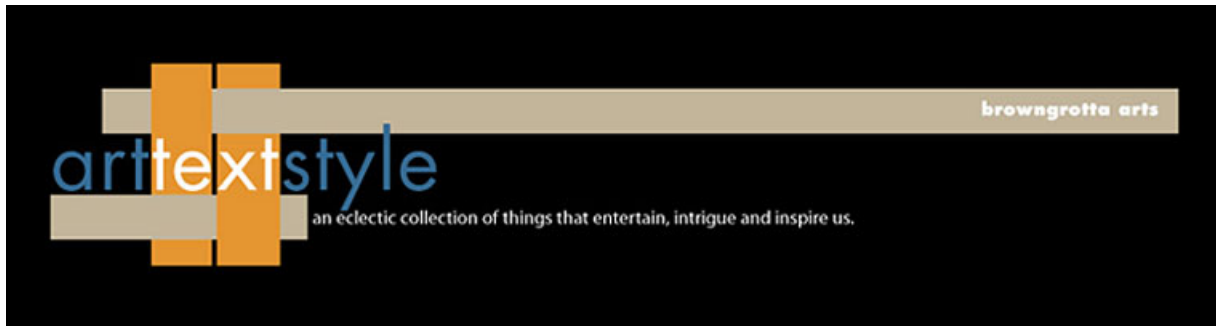 browngrotta arts
arttextstyle
an eclectic collection of things that entertain, intrigue and inspire us.